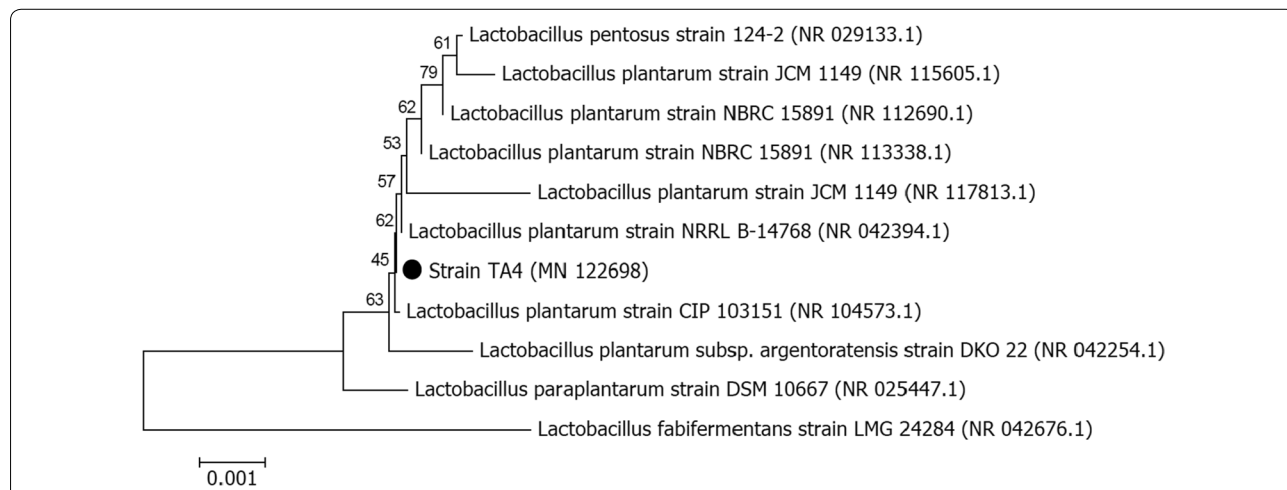 61 Lactobacillus pentosus strain 124-2 (NR 029133.1)
79 Lactobacillus plantarum strain JCM 1149 (NR 115605.1)
62 Lactobacillus plantarum strain NBRC 15891 (NR 112690.1)
53 Lactobacillus plantarum strain NBRC 15891 (NR 113338.1)
57 Lactobacillus plantarum strain JCM 1149 (NR 117813.1)
62 Lactobacillus plantarum strain NRRL B-14768 (NR 042394.1)
45 Strain TA4 (MN 122698)
63 Lactobacillus plantarum strain CIP 103151 (NR 104573.1)
Lactobacillus plantarum subsp. argentoratensis strain DKO 22 (NR 042254.1)
Lactobacillus paraplantarum strain DSM 10667 (NR 025447.1)
Lactobacillus fabifermentans strain LMG 24284 (NR 042676.1)
0.001